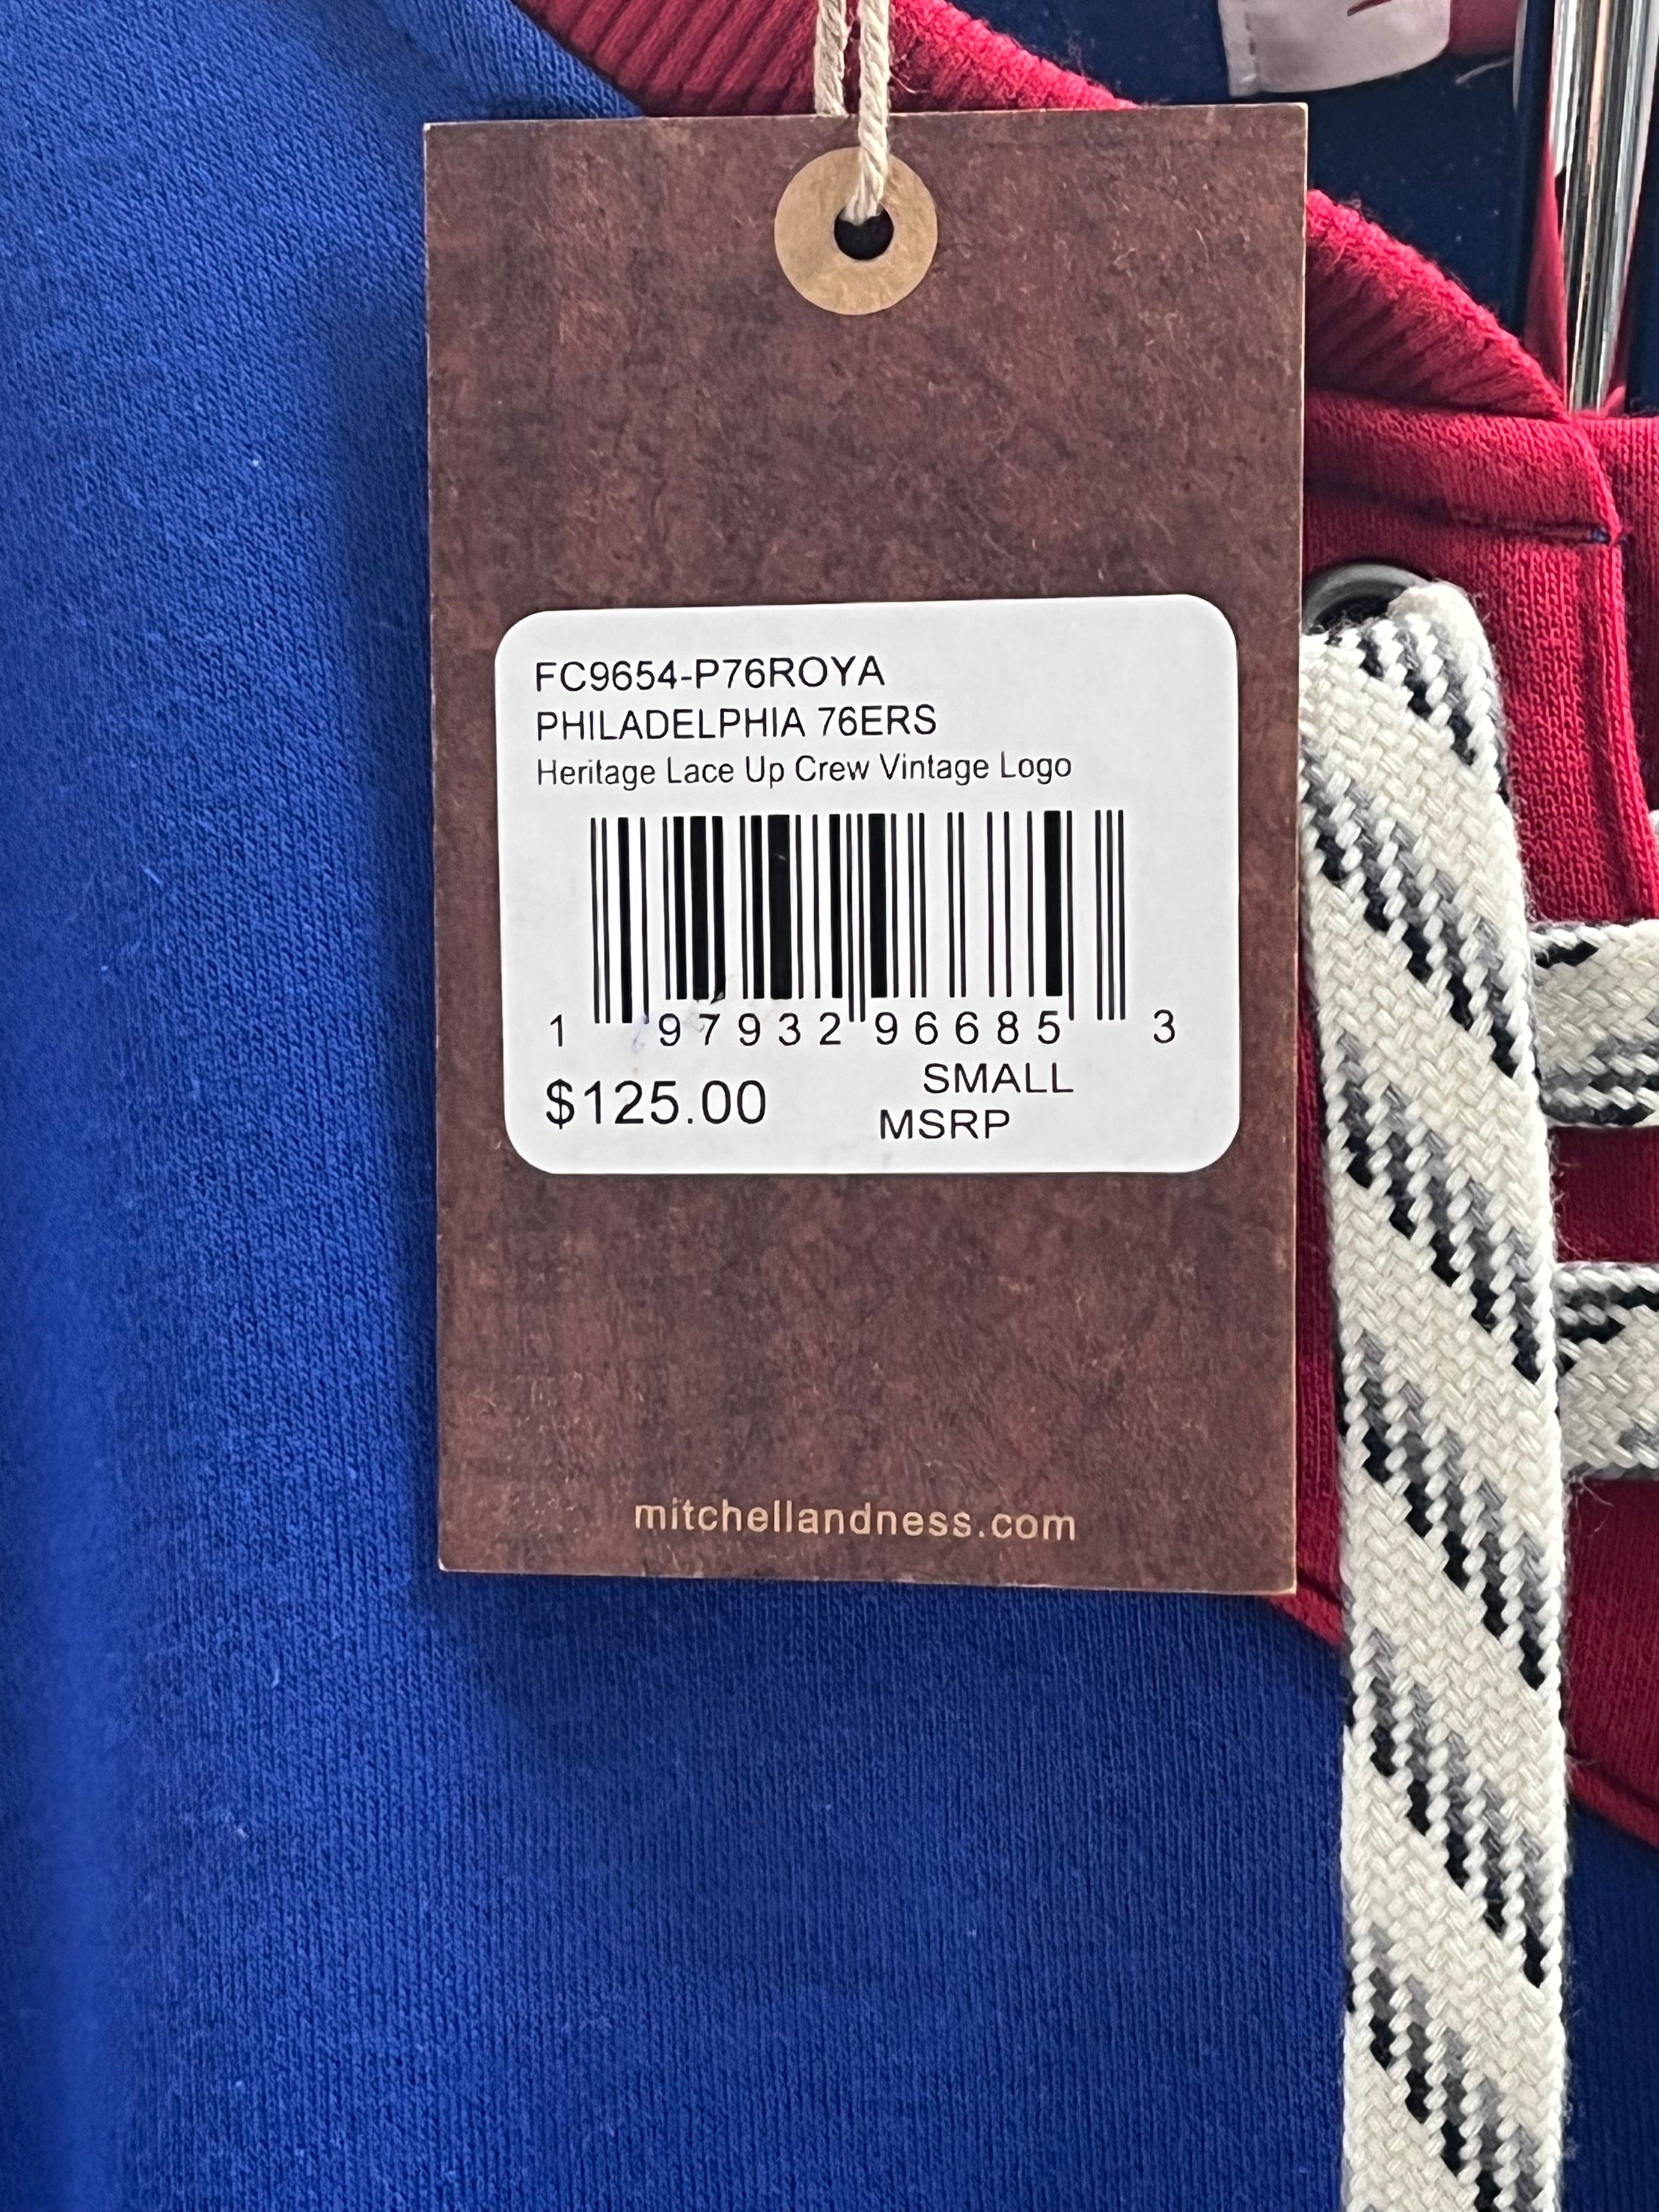 FC9654-P76ROYA
PHILADELPHIA 76ERS
Heritage Lace Up Crew Vintage Logo
1 97932 96685 3
$125.00 SMALL
MSRP
mitchellandness.com